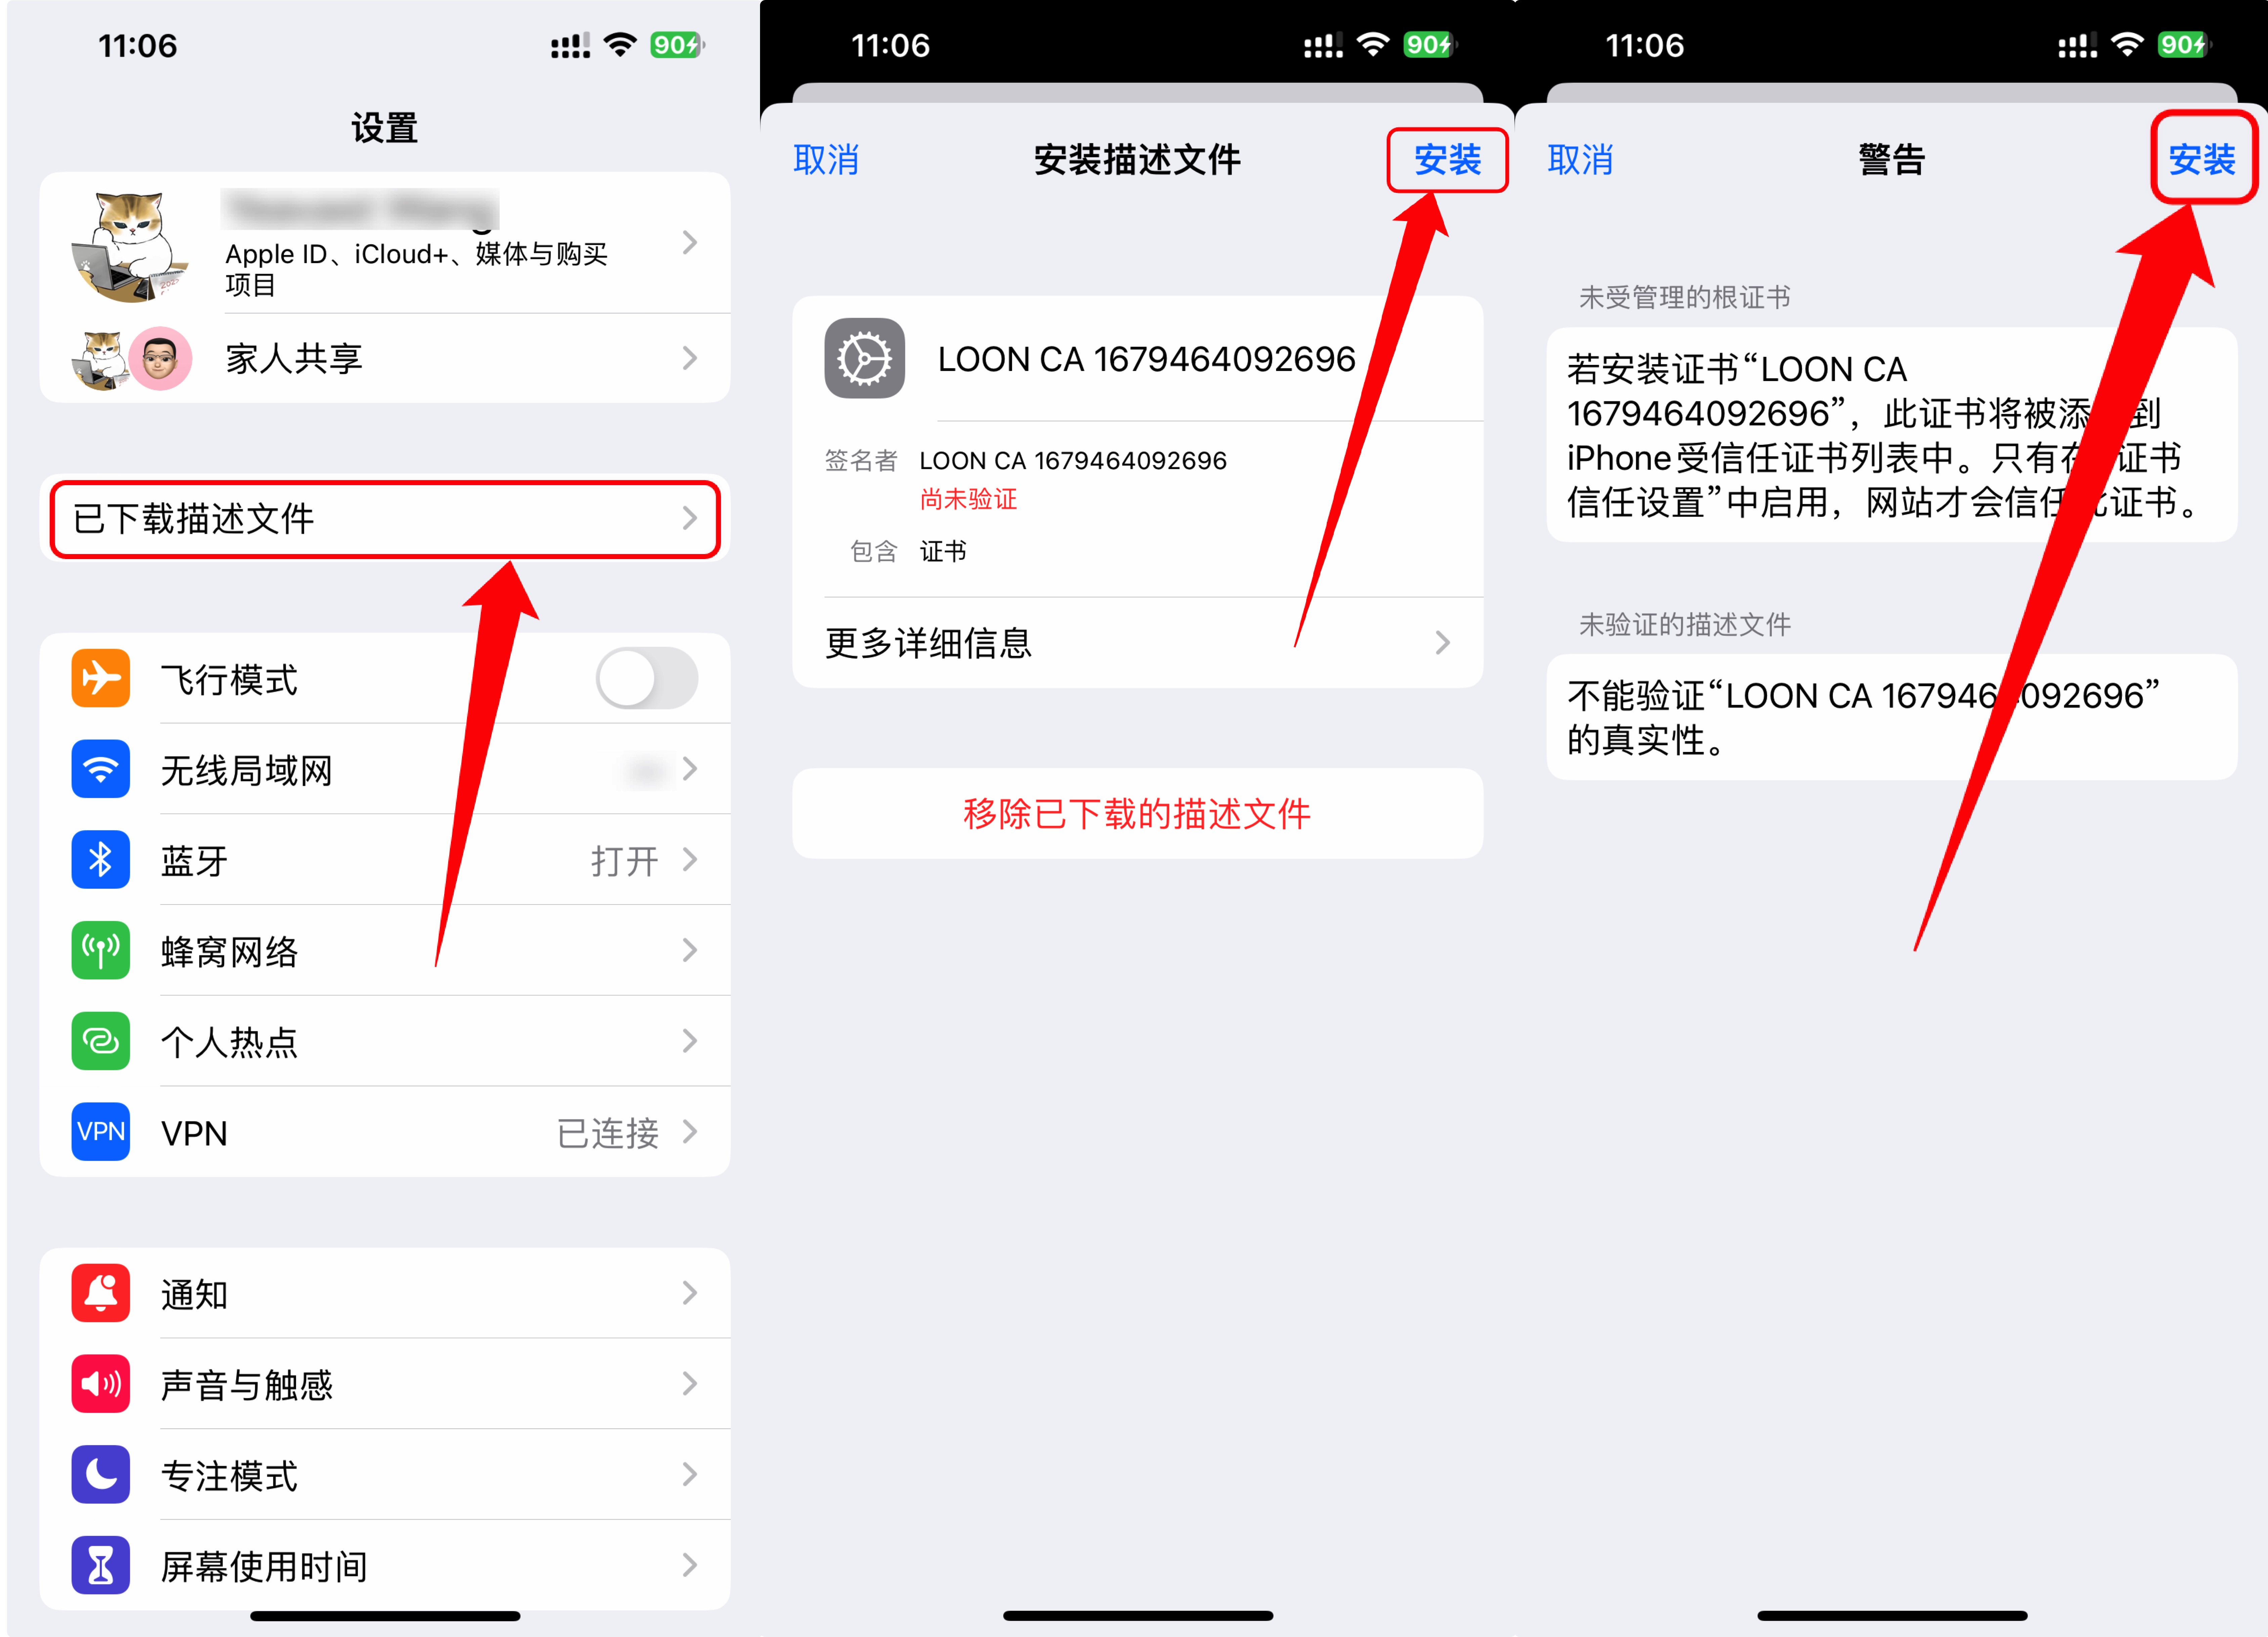 11:06
90
设置
Apple ID、iCloud+、媒体与购买
项目
家人共享
已下载描述文件
飞行模式
无线局域网
蓝牙
打开
蜂窝网络
个人热点
VPN
VPN
已连接
通知
声音与触感
专注模式
屏幕使用时间
11:06
90
取消
安装描述文件
安装
LOON CA 1679464092696
签名者
LOON CA 1679464092696
尚未验证
包含
证书
更多详细信息
移除已下载的描述文件
11:06
90
取消
警告
安装
未受管理的根证书
若安装证书“LOON CA
1679464092696”，此证书将被添 到
iPhone受信任证书列表中。只有在 证书
信任设置”中启用，网站才会信任 证书。
未验证的描述文件
不能验证“LOON CA 1679464092696”
的真实性。